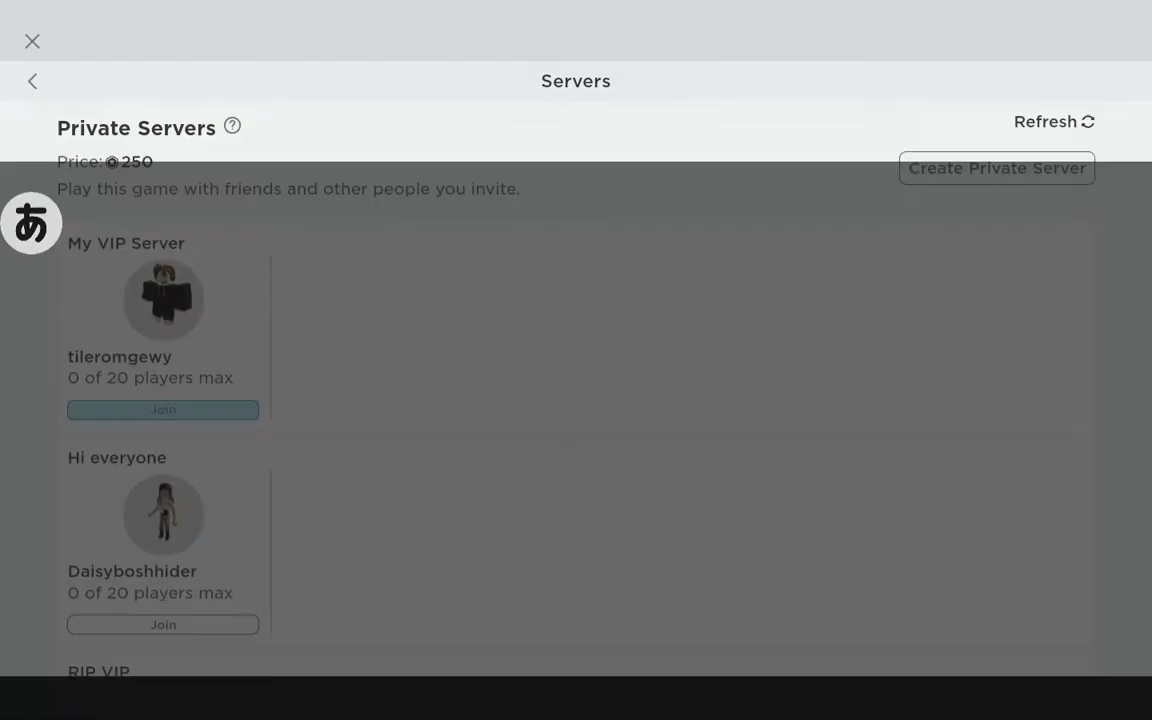 Servers
Private Servers ?
Refresh
Price: 250
Create Private Server
Play this game with friends and other people you invite.
あ
My VIP Server
tileromgewy
0 of 20 players max
Join
Hi everyone
Daisyboshhider
0 of 20 players max
Join
RIP VIP